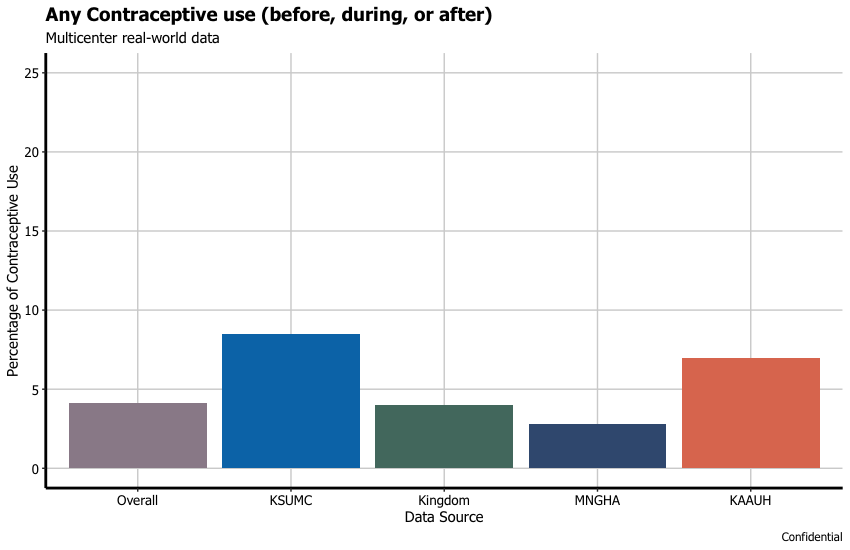 Any Contraceptive use (before, during, or after)
Multicenter real-world data
Percentage of Contraceptive Use
25
20
15
10
5
0
Overall KSUMC Kingdom MNGHA KAAUH
Data Source
Confidential